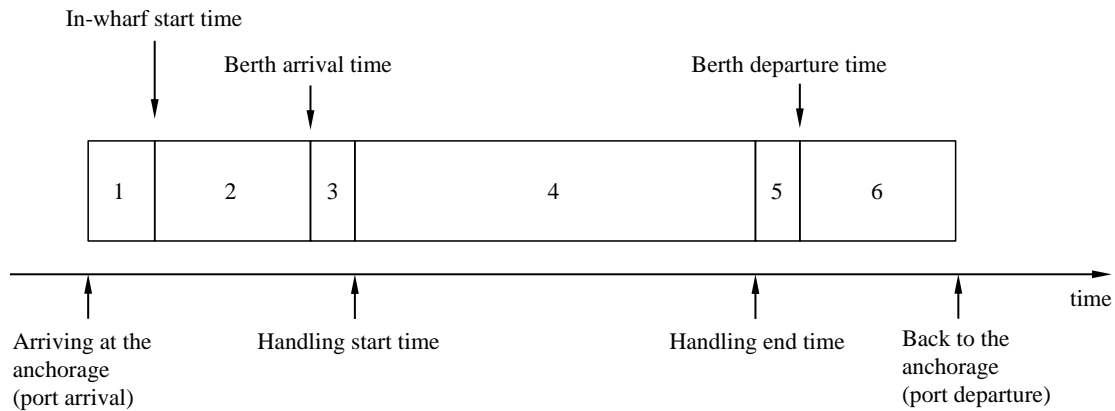 In-wharf start time
Berth arrival time
Berth departure time
1
2
3
4
5
6
time
Arriving at the
anchorage
(port arrival)
Handling start time
Handling end time
Back to the
anchorage
(port departure)